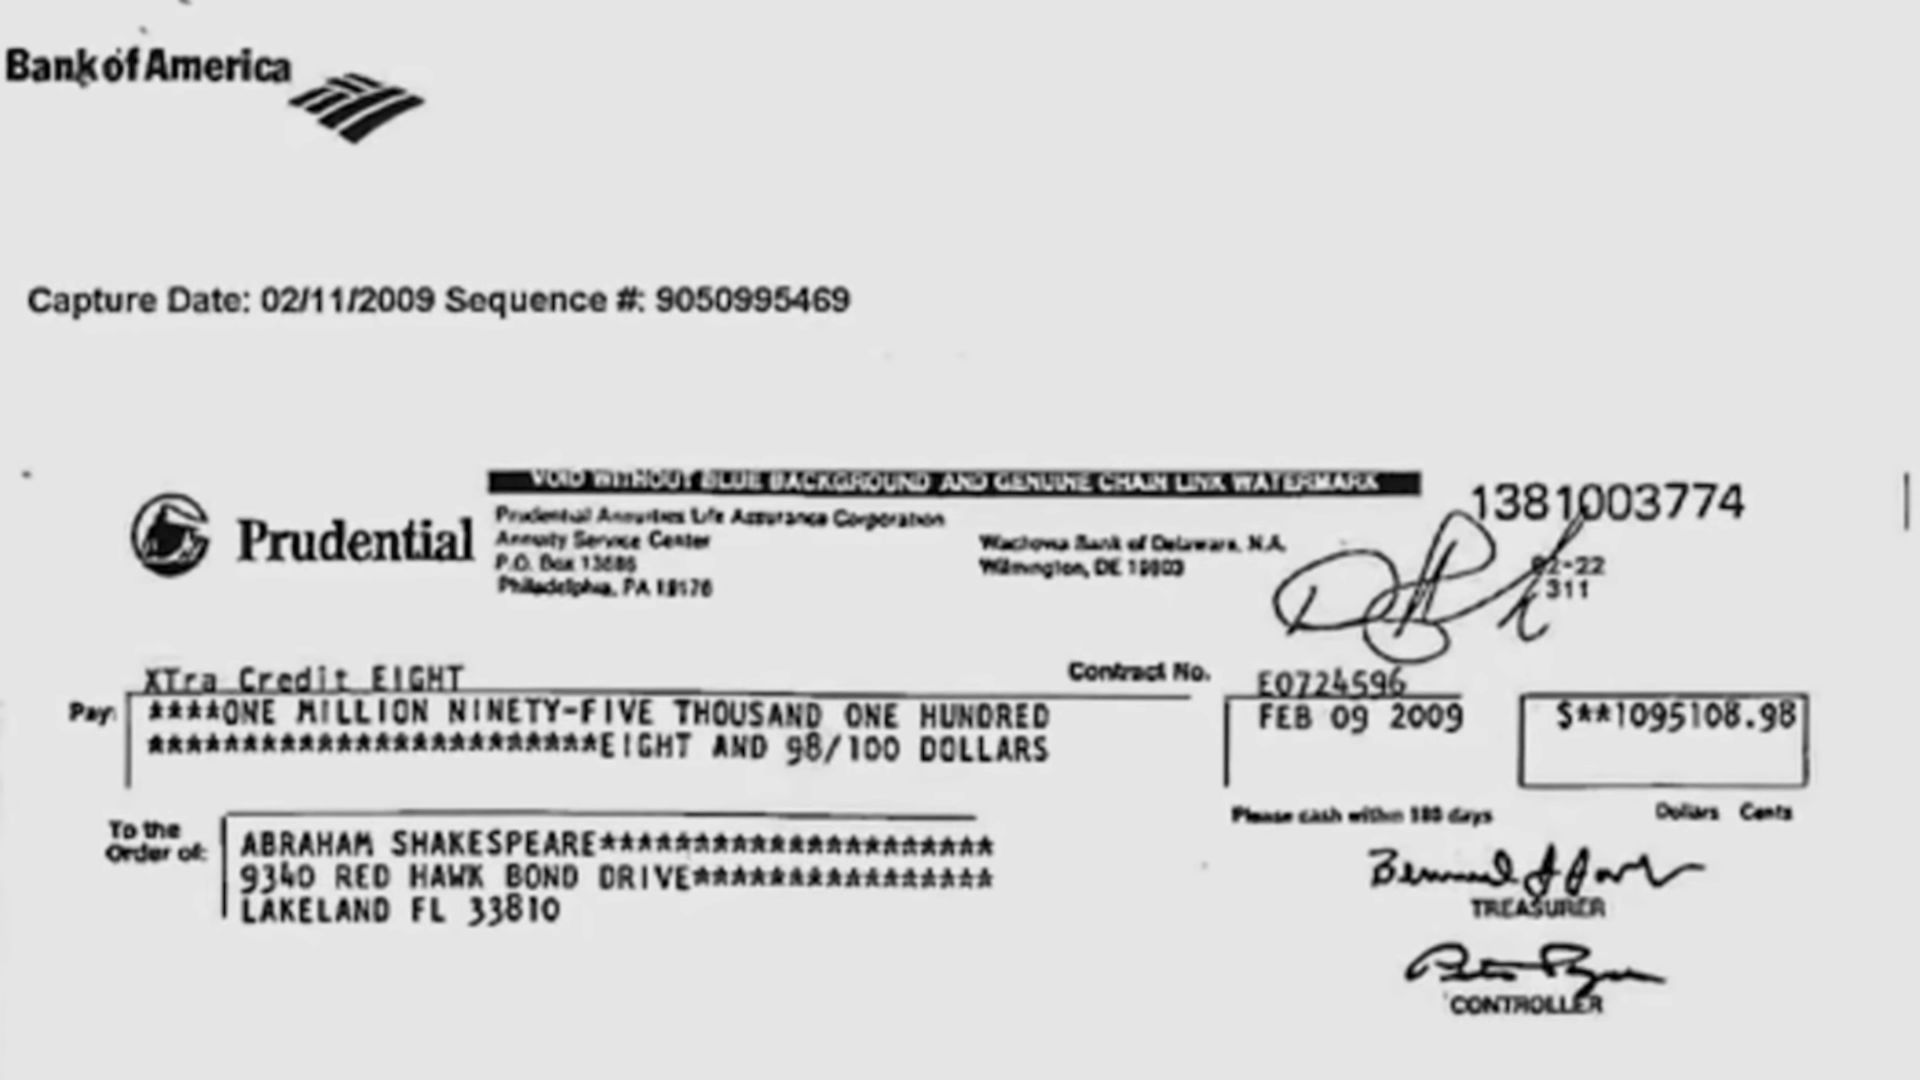 Bank of America
Capture Date: 02/11/2009 Sequence #: 9050995469
VOID WITHOUT BLUE BACKGROUND AND GENUINE CHAIN LINK WATERMARK
1381003774
Prudential
Prudential Annuities Life Assurance Corporation
Annuity Service Center
P.O. Box
Philadelphia, PA 19176
Wachovia Bank of Delaware, N.A.
Wilmington, DE
62-22
311
XTra Credit EIGHT
Contract No. E0724596
Pay: ****ONE MILLION NINETY-FIVE THOUSAND ONE HUNDRED
************************EIGHT AND 98/100 DOLLARS
FEB 09 2009
$**1095108.98
Please cash within 180 days
Dollars Cents
To the
Order of:
ABRAHAM SHAKESPEARE*********************
9340 RED HAWK BOND DRIVE****************
LAKELAND FL 33810
TREASURER
CONTROLLER